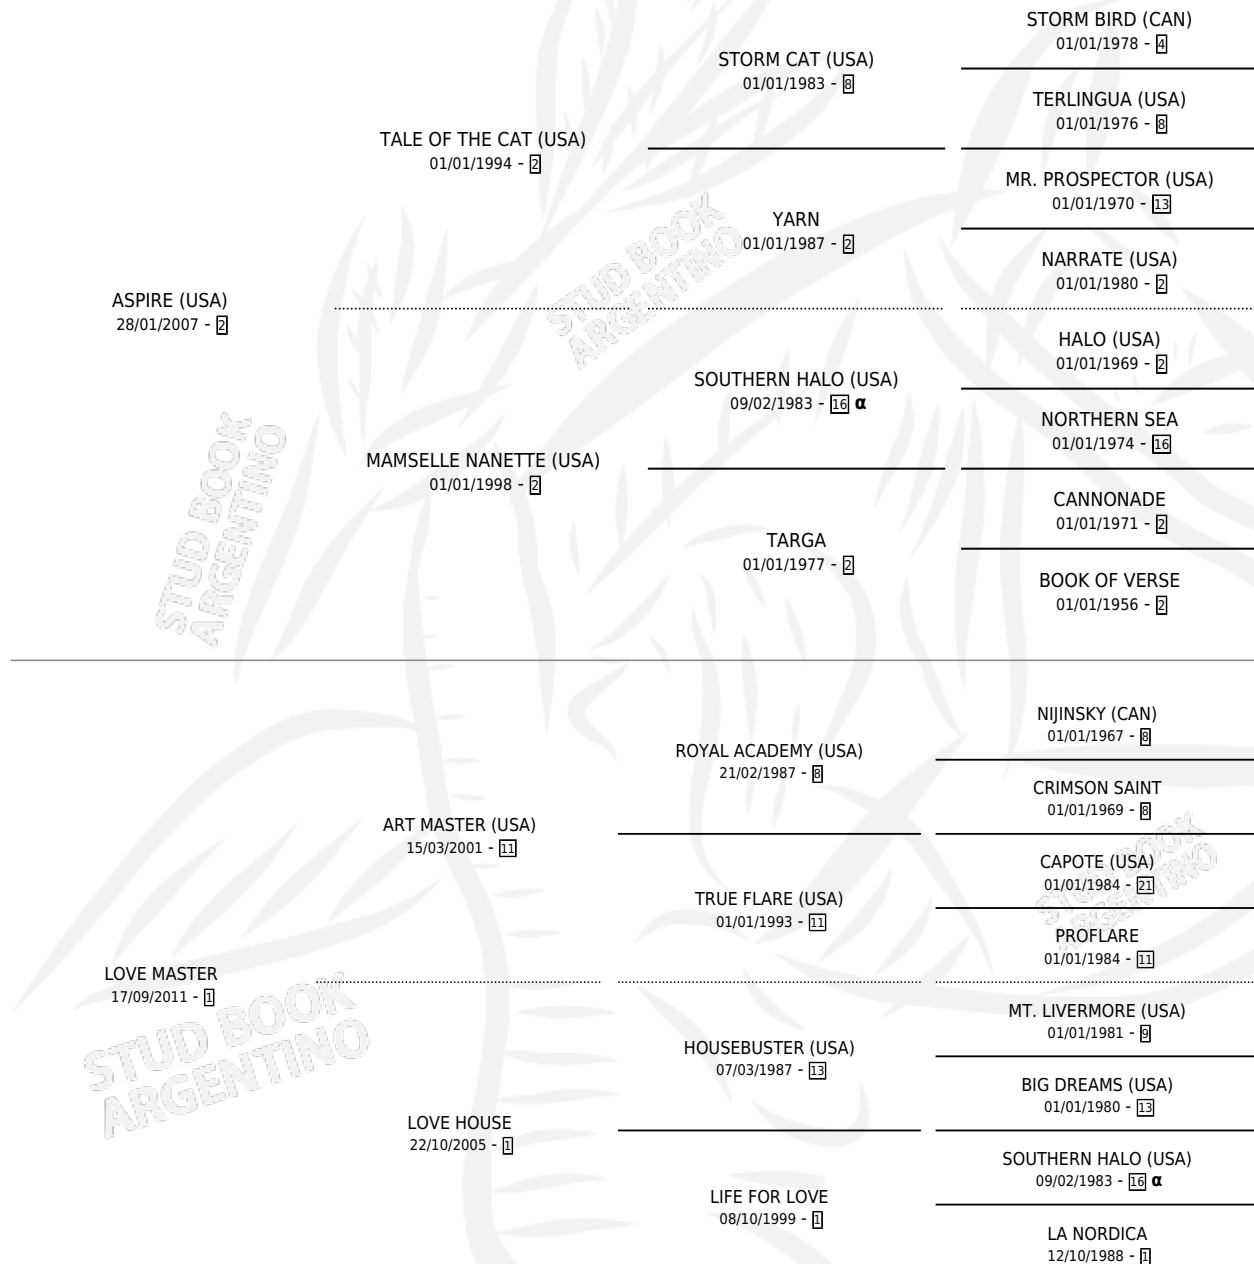 STORM BIRD (CAN)
01/01/1978 - 4
STORM CAT (USA)
01/01/1983 - 8
TERLINGUA (USA)
01/01/1976 - 8
TALE OF THE CAT (USA)
01/01/1994 - 2
MR. PROSPECTOR (USA)
01/01/1970 - 13
YARN
01/01/1987 - 2
NARRATE (USA)
01/01/1980 - 2
ASPIRE (USA)
28/01/2007 - 2
HALO (USA)
01/01/1969 - 2
SOUTHERN HALO (USA)
09/02/1983 - 16 α
NORTHERN SEA
01/01/1974 - 16
MAMSELLE NANETTE (USA)
01/01/1998 - 2
CANNONADE
01/01/1971 - 2
TARGA
01/01/1977 - 2
BOOK OF VERSE
01/01/1956 - 2
STUD BOOK
ARGENTINO
STUD BOOK
ARGENTINO
NIJINSKY (CAN)
01/01/1967 - 8
ROYAL ACADEMY (USA)
21/02/1987 - 8
CRIMSON SAINT
01/01/1969 - 8
ART MASTER (USA)
15/03/2001 - 11
CAPOTE (USA)
01/01/1984 - 21
TRUE FLARE (USA)
01/01/1993 - 11
PROFLARE
01/01/1984 - 11
STUD BOOK
ARGENTINO
LOVE MASTER
17/09/2011 - 1
MT. LIVERMORE (USA)
01/01/1981 - 9
HOUSEBUSTER (USA)
07/03/1987 - 13
BIG DREAMS (USA)
01/01/1980 - 13
LOVE HOUSE
22/10/2005 - 1
SOUTHERN HALO (USA)
09/02/1983 - 16 α
LIFE FOR LOVE
08/10/1999 - 1
LA NORDICA
12/10/1988 - 1
STUD BOOK
ARGENTINO